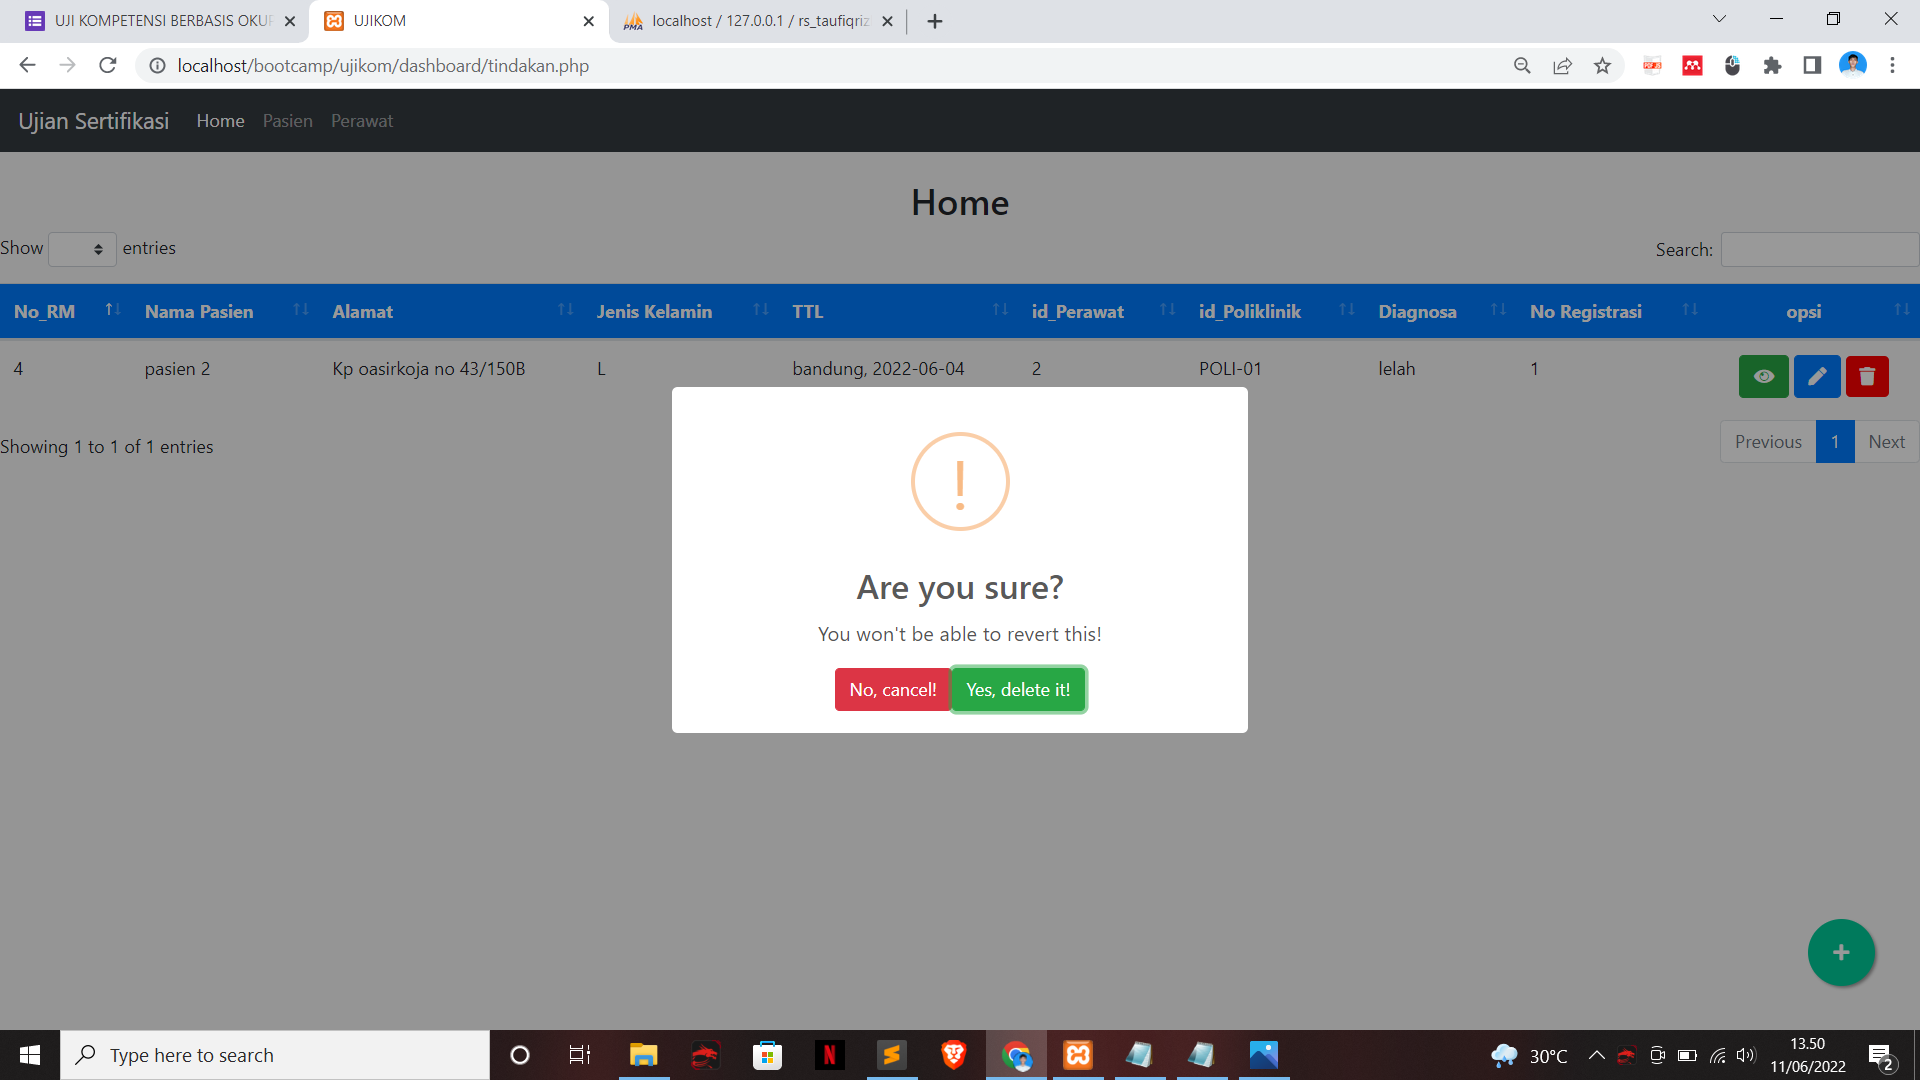 UJI KOMPETENSI BERBASIS OKUP
UJIKOM
localhost / 127.0.0.1 / rs_taufiqriz
localhost/bootcamp/ujikom/dashboard/tindakan.php
Ujian Sertifikasi Home Pasien Perawat
Home
Show entries
Search:
No_RM Nama Pasien Alamat Jenis Kelamin TTL id_Perawat id_Poliklinik Diagnosa No Registrasi opsi
4 pasien 2 Kp oasirkoja no 43/150B L bandung, 2022-06-04 2 POLI-01 lelah 1
Showing 1 to 1 of 1 entries
Previous 1 Next
!
Are you sure?
You won't be able to revert this!
No, cancel! Yes, delete it!
+
Type here to search
30°C
13.50
11/06/2022
2